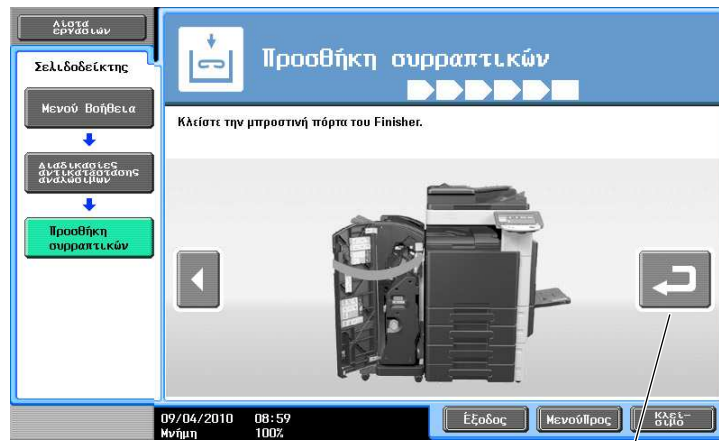 Λίστα
εργασιών
Σελιδοδείκτης
Μενού Βοήθεια
Διαδικασίες
αντικατάστασης
αναλώσιμων
Προσθήκη
συρραπτικών
Προσθήκη συρραπτικών
Κλείστε την μπροστινή πόρτα του Finisher.
09/04/2010 08:59
Μνήμη 100%
Έξοδος
ΜενούΠρος
Κλεί-
σιμο